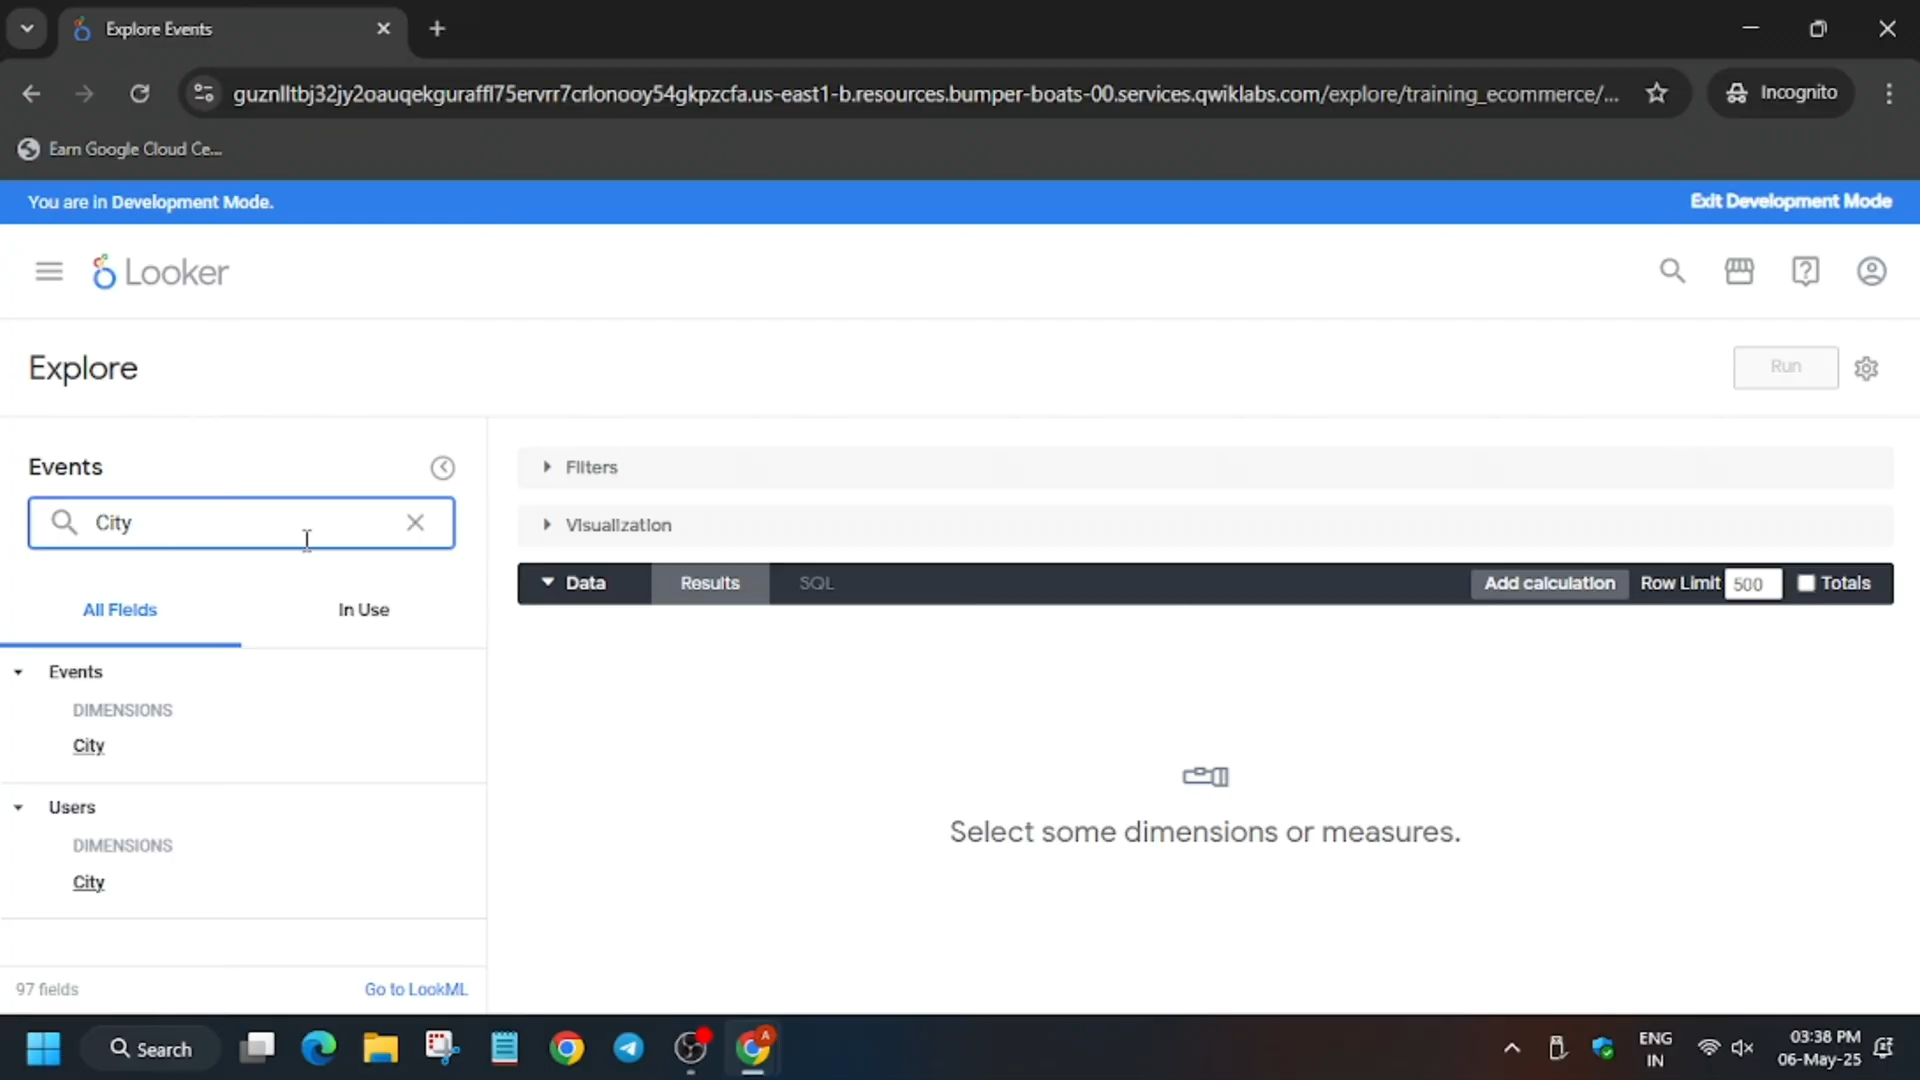 Explore Events
guznlltbj32jy2oauqekguraffl75ervrr7crlonooy54gkpzcfa.us-east1-b.resources.bumper-boats-00.services.qwiklabs.com/explore/training_ecommerce/...
Incognito
Earn Google Cloud Ce...
You are in Development Mode.
Exit Development Mode
Looker
Explore
Run
Events
City
All Fields
In Use
Events
DIMENSIONS
City
Users
DIMENSIONS
City
97 fields
Go to LookML
Filters
Visualization
Data
Results
SQL
Add calculation
Row Limit
500
Totals
Select some dimensions or measures.
Search
A
ENG
IN
03:38 PM
06-May-25